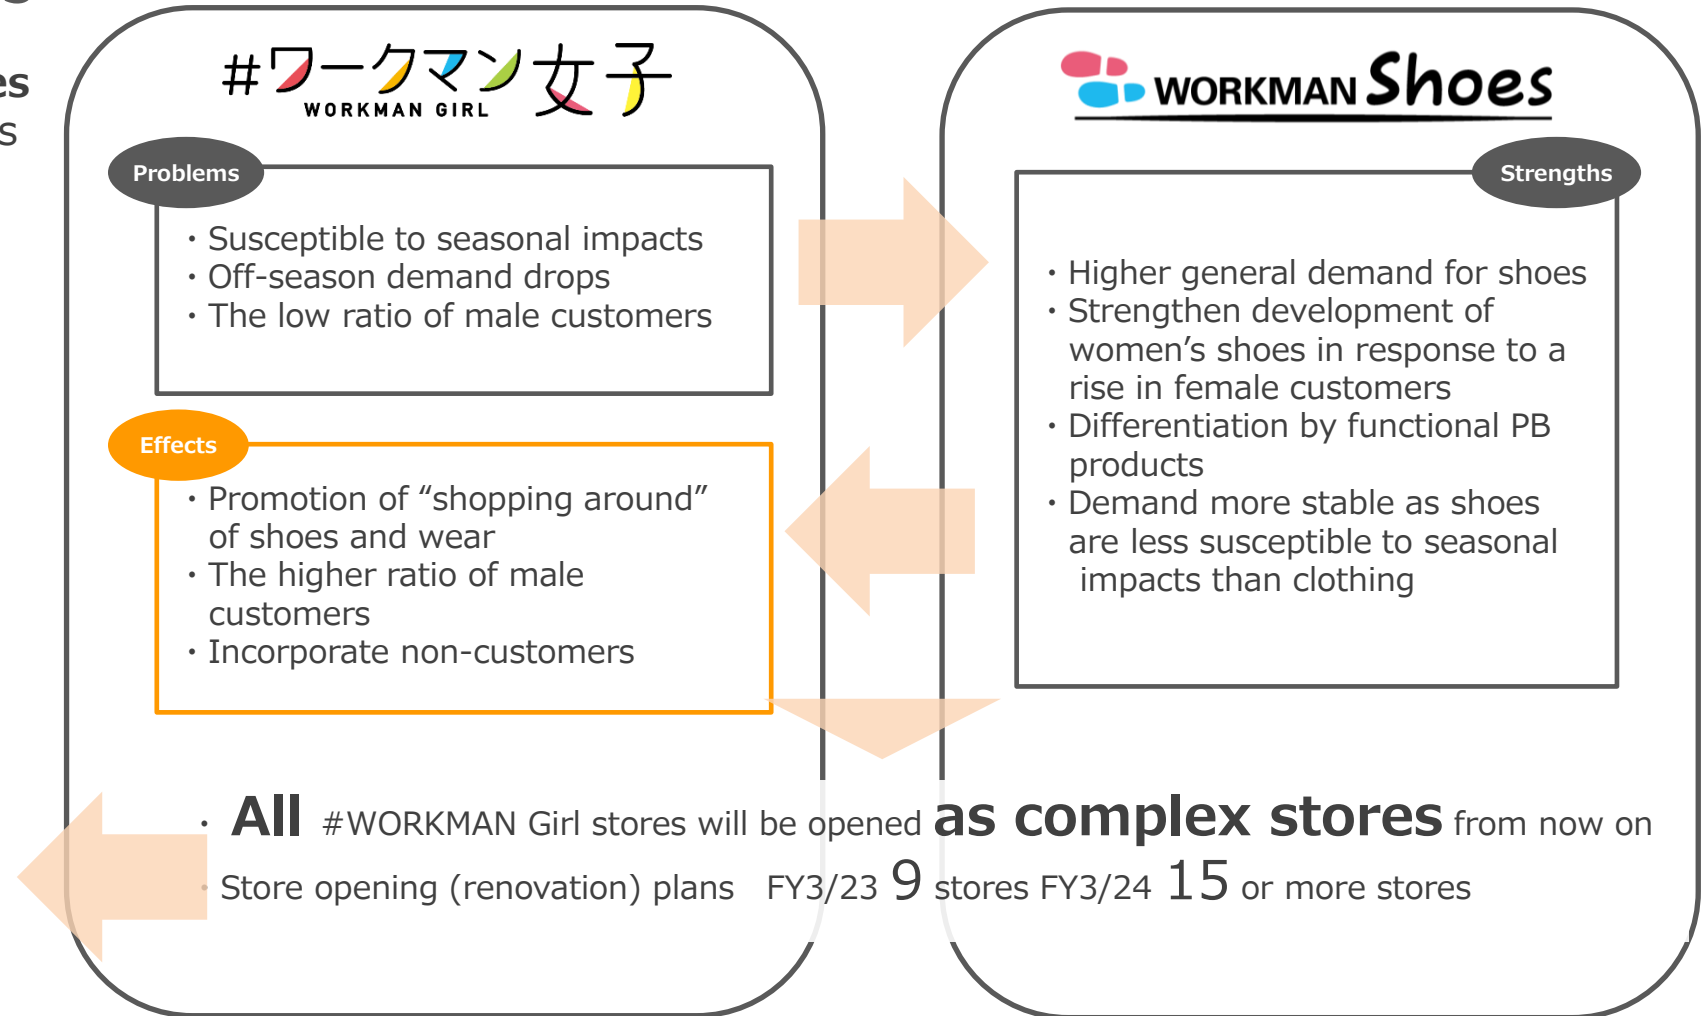 es
s
#ワークマン女子
WORKMAN GIRL
Problems
・Susceptible to seasonal impacts
・Off-season demand drops
・The low ratio of male customers
Effects
・Promotion of “shopping around”
of shoes and wear
・The higher ratio of male
customers
・Incorporate non-customers
WORKMAN Shoes
Strengths
・Higher general demand for shoes
・Strengthen development of
women’s shoes in response to a
rise in female customers
・Differentiation by functional PB
products
・Demand more stable as shoes
are less susceptible to seasonal
impacts than clothing
・All #WORKMAN Girl stores will be opened as complex stores from now on
・Store opening (renovation) plans FY3/23 9 stores FY3/24 15 or more stores